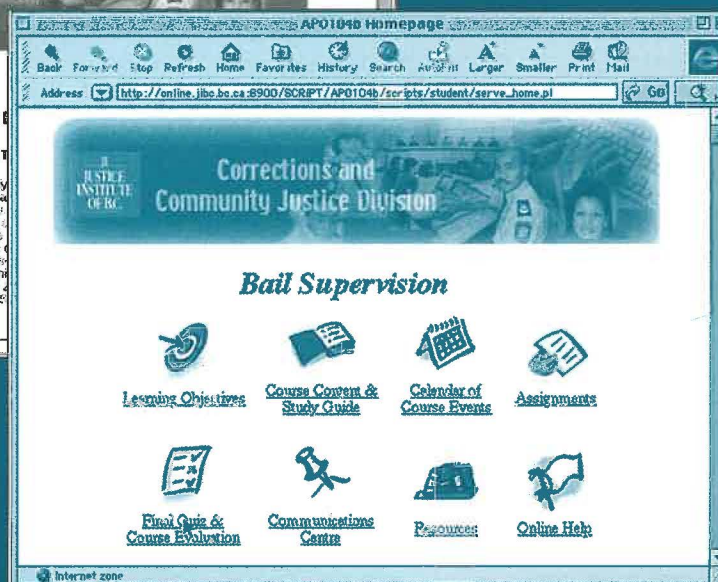 AP0104b Homepage
Back Forward Stop Refresh Home Favorites History Search AutoFill Larger Smaller Print Mail
Address http://online.jibc.bc.ca:8900/SCRIPT/AP0104b/scripts/student/serve_home.pl Go
JUSTICE
INSTITUTE
OF B.C.
Corrections and
Community Justice Division
Bail Supervision
Learning Objectives
Course Content &
Study Guide
Calendar of
Course Events
Assignments
Final Quiz &
Course Evaluation
Communications
Centre
Resources
Online Help
Internet zone